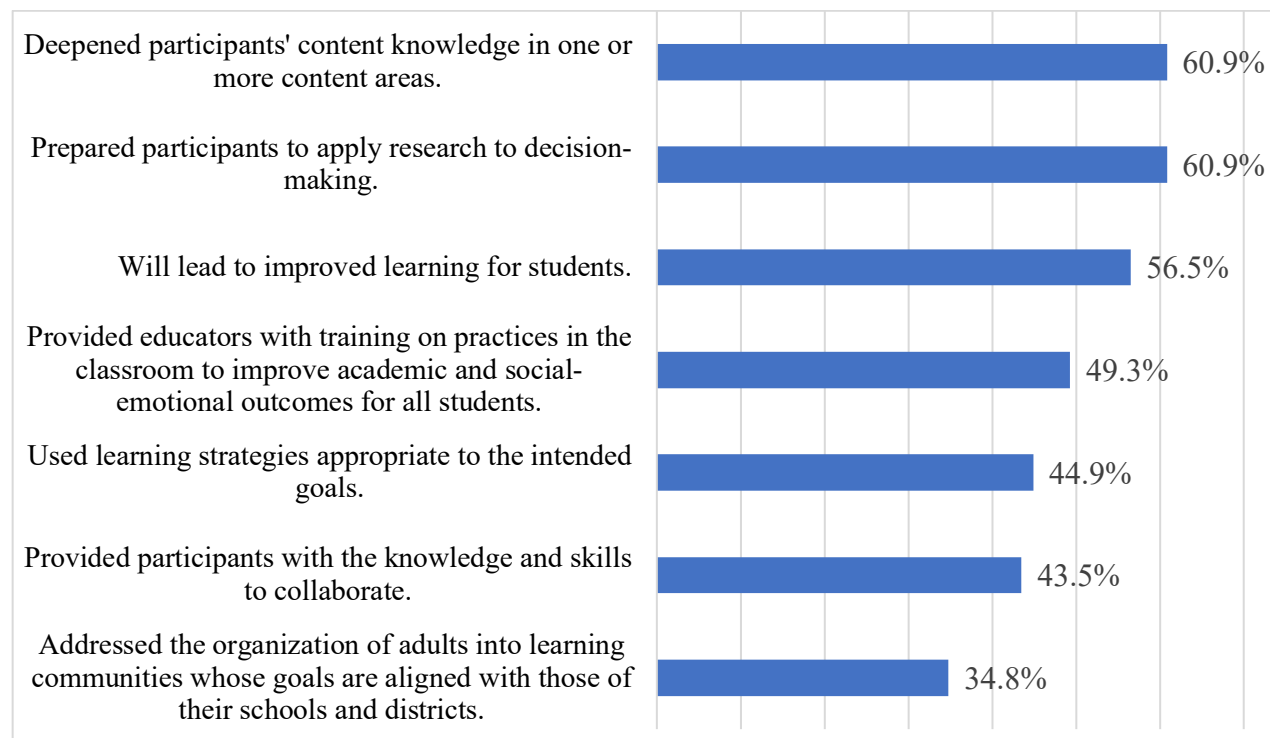 Deepened participants' content knowledge in one or
more content areas.
60.9%
Prepared participants to apply research to decision-
making.
60.9%
Will lead to improved learning for students.
56.5%
Provided educators with training on practices in the
classroom to improve academic and social-
emotional outcomes for all students.
49.3%
Used learning strategies appropriate to the intended
goals.
44.9%
Provided participants with the knowledge and skills
to collaborate.
43.5%
Addressed the organization of adults into learning
communities whose goals are aligned with those of
their schools and districts.
34.8%